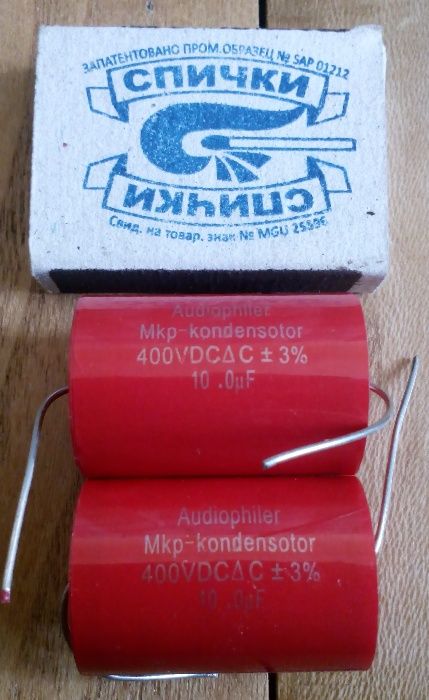 ЗАПАТЕНТОВАНО ПРОМ.ОБРАЗЕЦ № SAP 01212
СПИЧКИ
СПИЧКИ
Свид. на товар. знак № MGU 25596
Audiophiler
Mkp-kondensotor
400VDCΔC ± 3%
10 .0µF
Audiophiler
Mkp-kondensotor
400VDCΔC ± 3%
10 .0µF